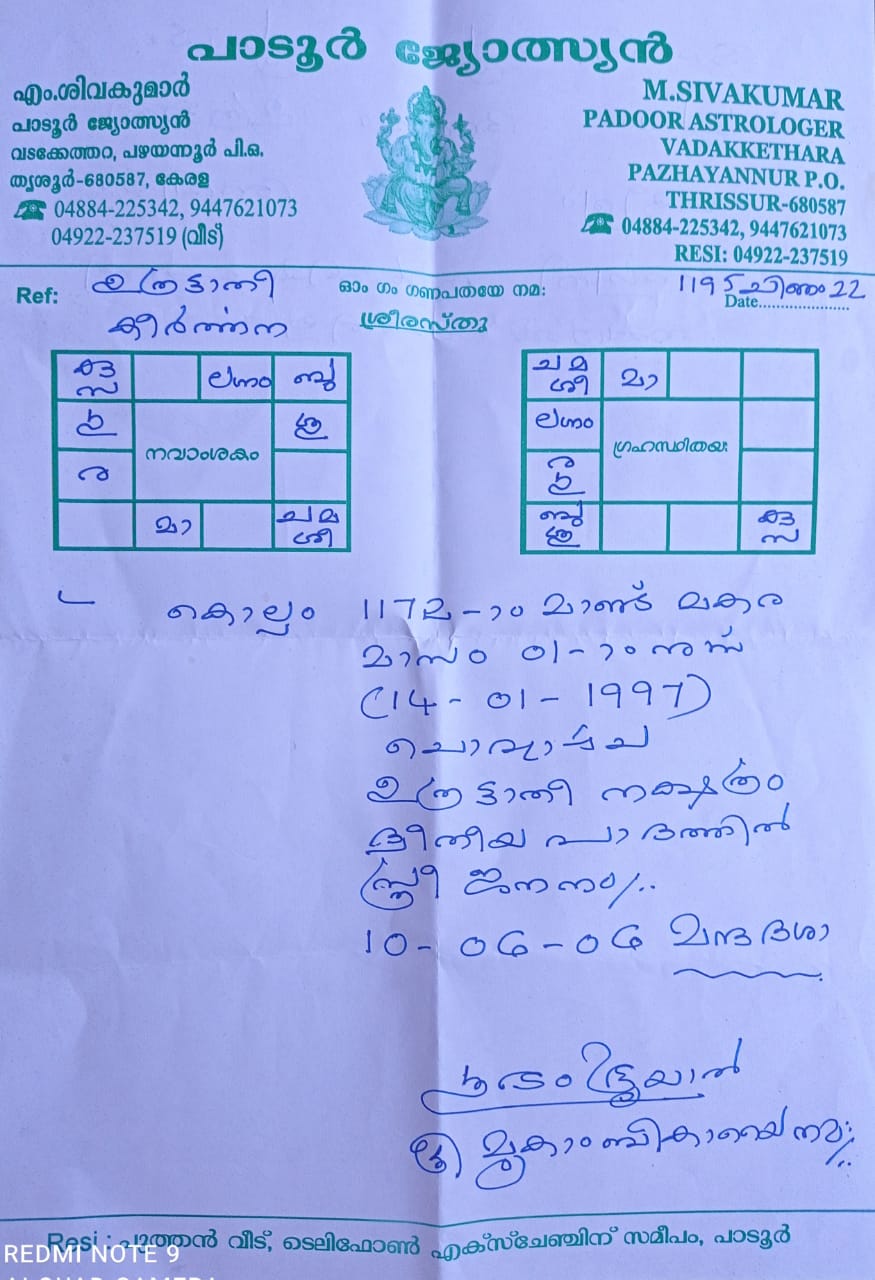 പാടൂർ ജ്യോത്സ്യൻ
എം.ശിവകുമാർ
പാടൂർ ജ്യോത്സ്യൻ
വടക്കേത്തറ, പഴയന്നൂർ പി.ഒ.
തൃശൂർ-680587, കേരള
☎ 04884-225342, 9447621073
04922-237519 (വീട്)
M.SIVAKUMAR
PADOOR ASTROLOGER
VADAKKETHARA
PAZHAYANNUR P.O.
THRISSUR-680587
☎ 04884-225342, 9447621073
RESI: 04922-237519
Ref: ഉത്രട്ടാതി
കീർത്തന
ഓം ഗം ഗണപതയേ നമ:
ശ്രീരസ്തു
1195 ചിങ്ങം 22
Date....................
കു സ
ലഗ്നം
ബു
ര
നവാംശകം
മാ
ച മ ശി
ച മ ശി
മാ
ലഗ്നം
ഗ്രഹസ്ഥിതയ:
ര
ബു
കു സ
കൊല്ലം 1172-ാം മാണ്ട് മകര
മാസം 01-ാം നുസ്
(14-01-1997)
ചൊവ്വാഴ്ച
ഉത്രട്ടാതി നക്ഷത്രം
ദ്വിതീയ പാദത്തിൽ
സ്ത്രീ ജനനം/..
10-06-06 മന്ദദശാ
ശ്രീ മൂകാംബികായൈ നമ:
Resi : പുത്തൻ വീട്, ടെലിഫോൺ എക്സ്ചേഞ്ചിന് സമീപം, പാടൂർ
REDMI NOTE 9